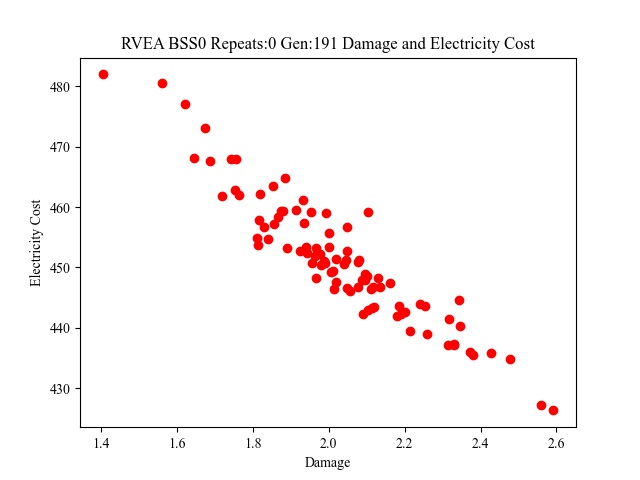 RVEA BSS0 Repeats:0 Gen:191 Damage and Electricity Cost
480
470
460
450
440
430
Electricity Cost
1.4 1.6 1.8 2.0 2.2 2.4 2.6
Damage